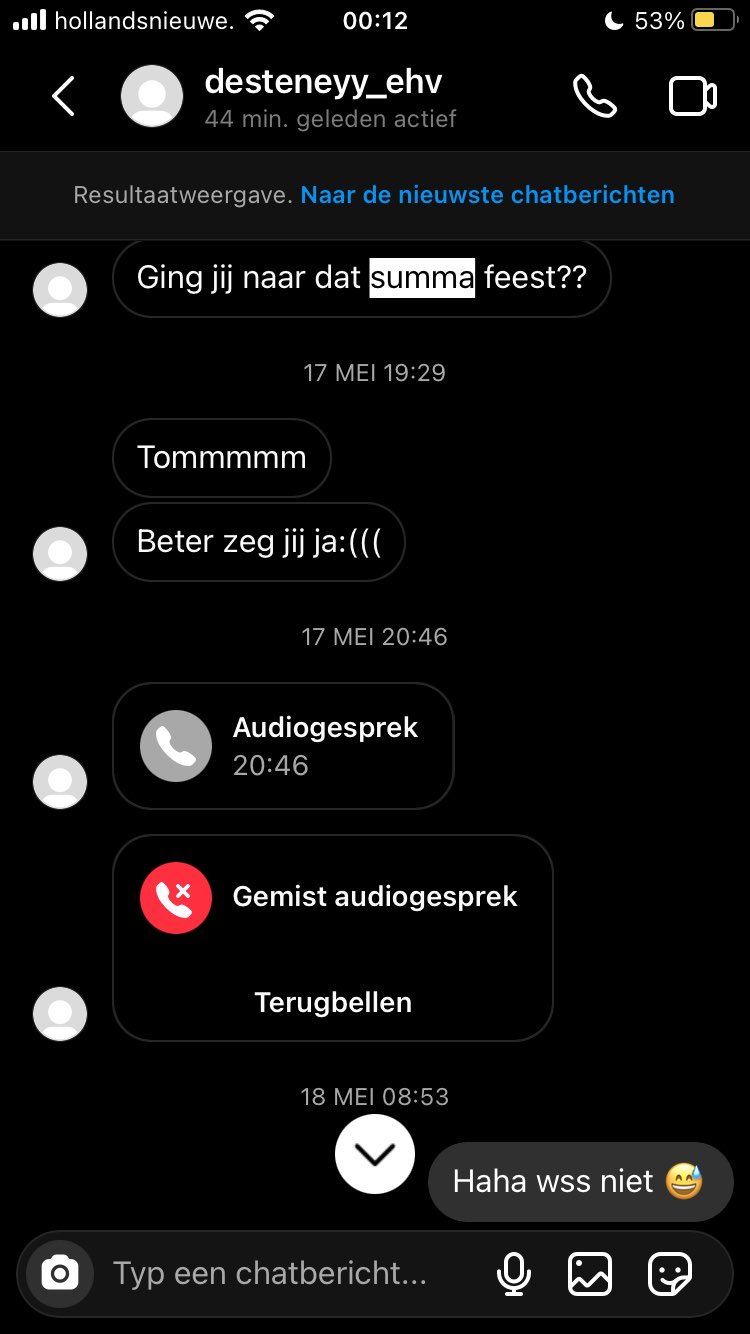 hollandsnieuwe. 00:12 53%
desteneyy_ehv
44 min. geleden actief
Resultaatweergave. Naar de nieuwste chatberichten
Ging jij naar dat summa feest??
17 MEI 19:29
Tommmmm
Beter zeg jij ja:(((
17 MEI 20:46
Audiogesprek
20:46
Gemist audiogesprek
Terugbellen
18 MEI 08:53
Haha wss niet 😅
Typ een chatbericht...